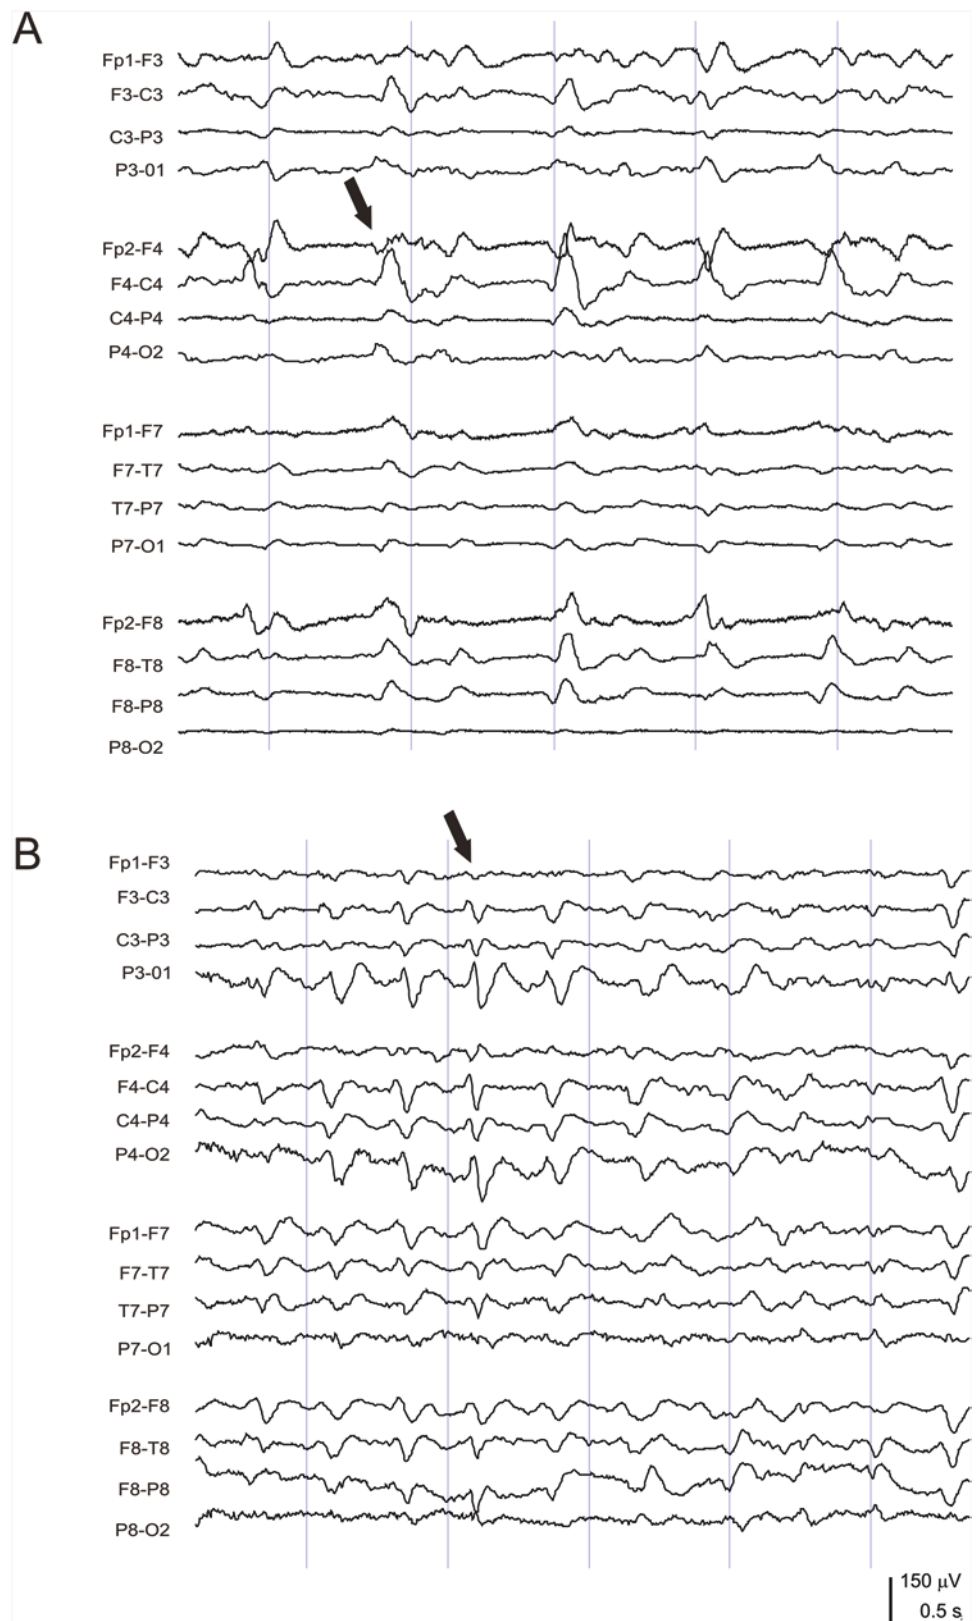 A
Fp1-F3
F3-C3
C3-P3
P3-01
Fp2-F4
F4-C4
C4-P4
P4-O2
Fp1-F7
F7-T7
T7-P7
P7-O1
Fp2-F8
F8-T8
F8-P8
P8-O2
B
Fp1-F3
F3-C3
C3-P3
P3-01
Fp2-F4
F4-C4
C4-P4
P4-O2
Fp1-F7
F7-T7
T7-P7
P7-O1
Fp2-F8
F8-T8
F8-P8
P8-O2
150 μV
0.5 s